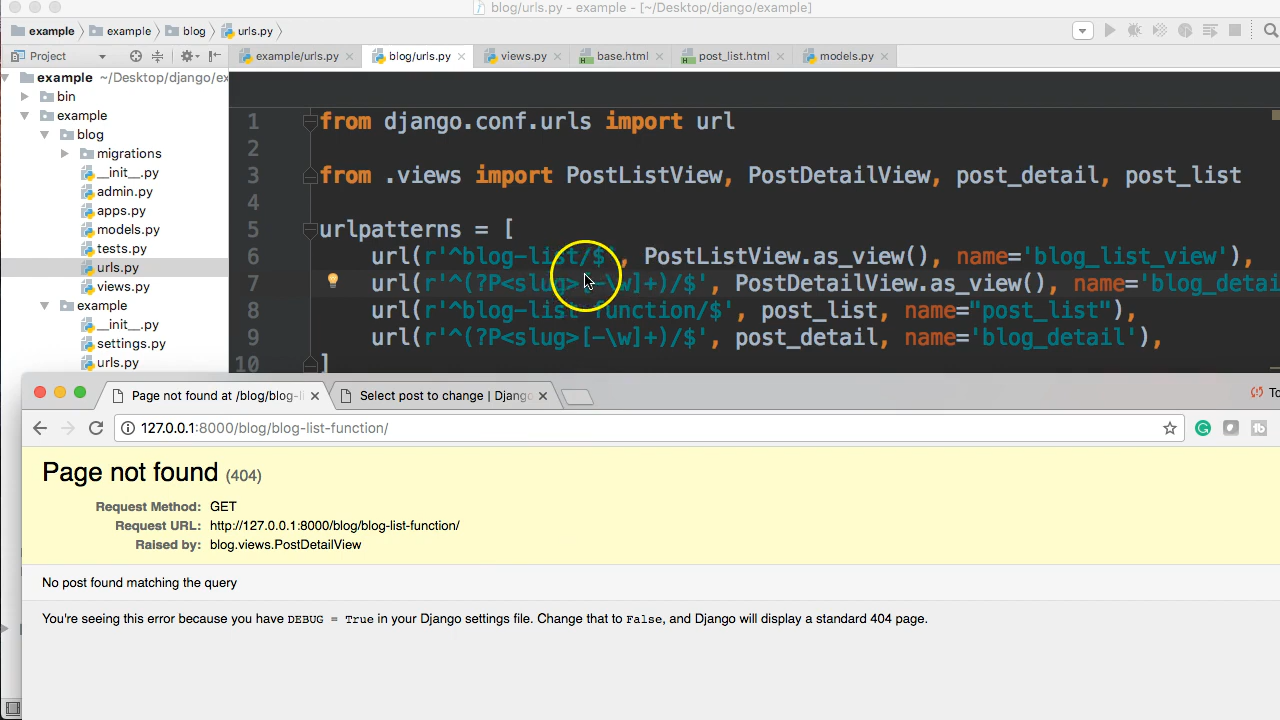 blog/urls.py - example - [~/Desktop/django/example]
example example blog urls.py
Project example/urls.py blog/urls.py views.py base.html post_list.html models.py
example ~/Desktop/django/ex
bin
example
blog
migrations
__init__.py
admin.py
apps.py
models.py
tests.py
urls.py
views.py
example
__init__.py
settings.py
urls.py
1 from django.conf.urls import url
2
3 from .views import PostListView, PostDetailView, post_detail, post_list
4
5 urlpatterns = [
6 url(r'^blog-list/$', PostListView.as_view(), name='blog_list_view'),
7 url(r'^(?P<slug>[-\w]+)/$', PostDetailView.as_view(), name='blog_detai
8 url(r'^blog-list-function/$', post_list, name="post_list"),
9 url(r'^(?P<slug>[-\w]+)/$', post_detail, name='blog_detail'),
10 ]
Page not found at /blog/blog-li Select post to change | Django To
127.0.0.1:8000/blog/blog-list-function/
Page not found (404)
Request Method: GET
Request URL: http://127.0.0.1:8000/blog/blog-list-function/
Raised by: blog.views.PostDetailView
No post found matching the query
You're seeing this error because you have DEBUG = True in your Django settings file. Change that to False, and Django will display a standard 404 page.